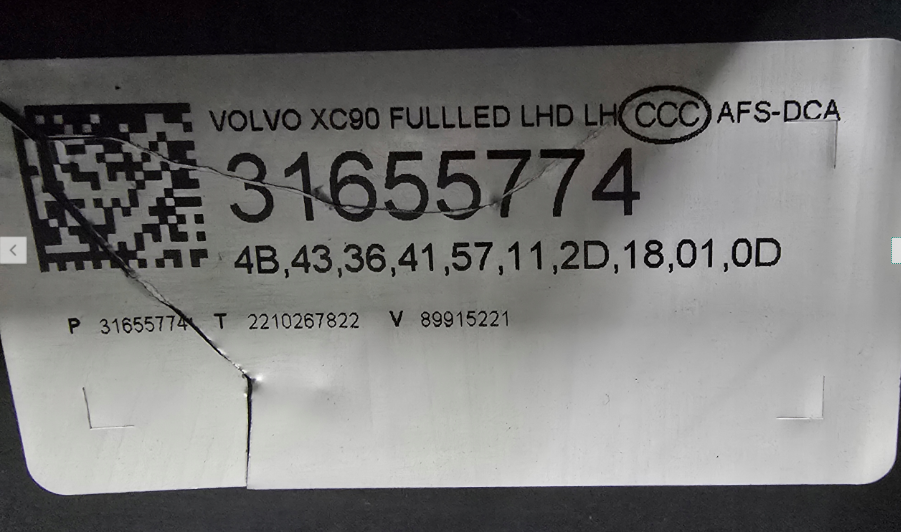 VOLVO XC90 FULLLED LHD LH CCC AFS-DCA
31655774
4B,43,36,41,57,11,2D,18,01,0D
P 31655774 T 2210267822 V 89915221